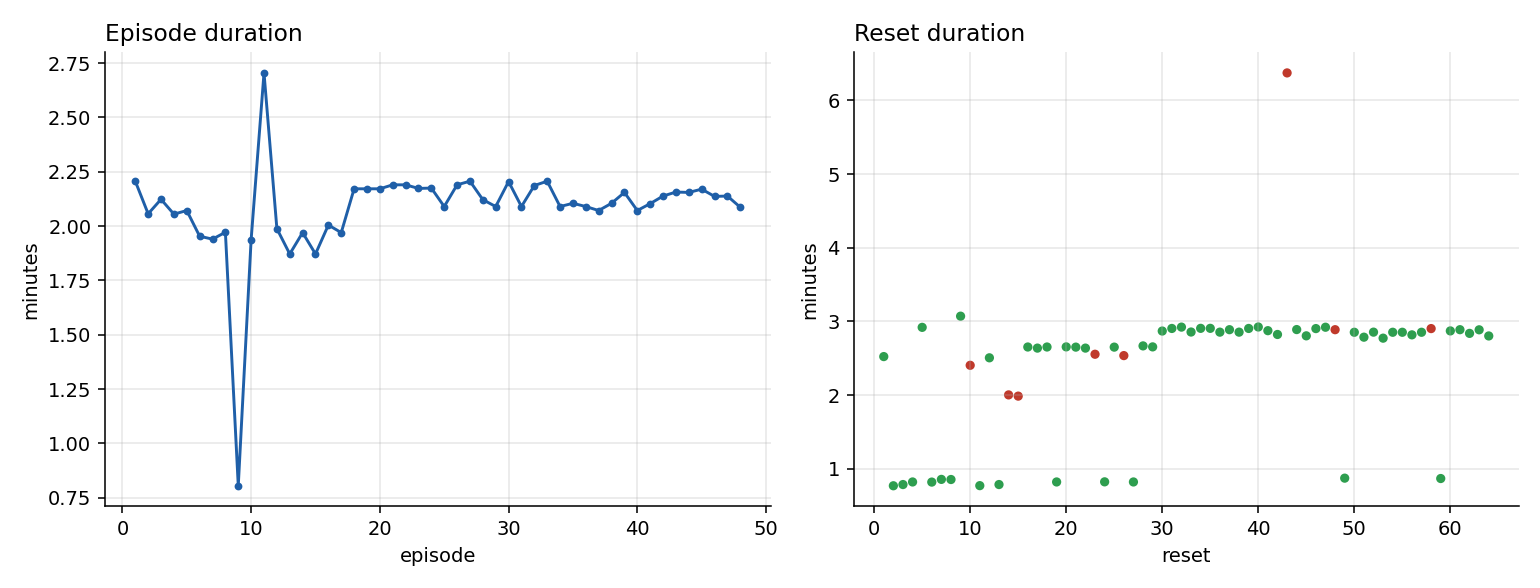 Episode duration
2.75
2.50
2.25
2.00
1.75
1.50
1.25
1.00
0.75
minutes
0 10 20 30 40 50
episode
Reset duration
6
5
4
3
2
1
minutes
0 10 20 30 40 50 60
reset